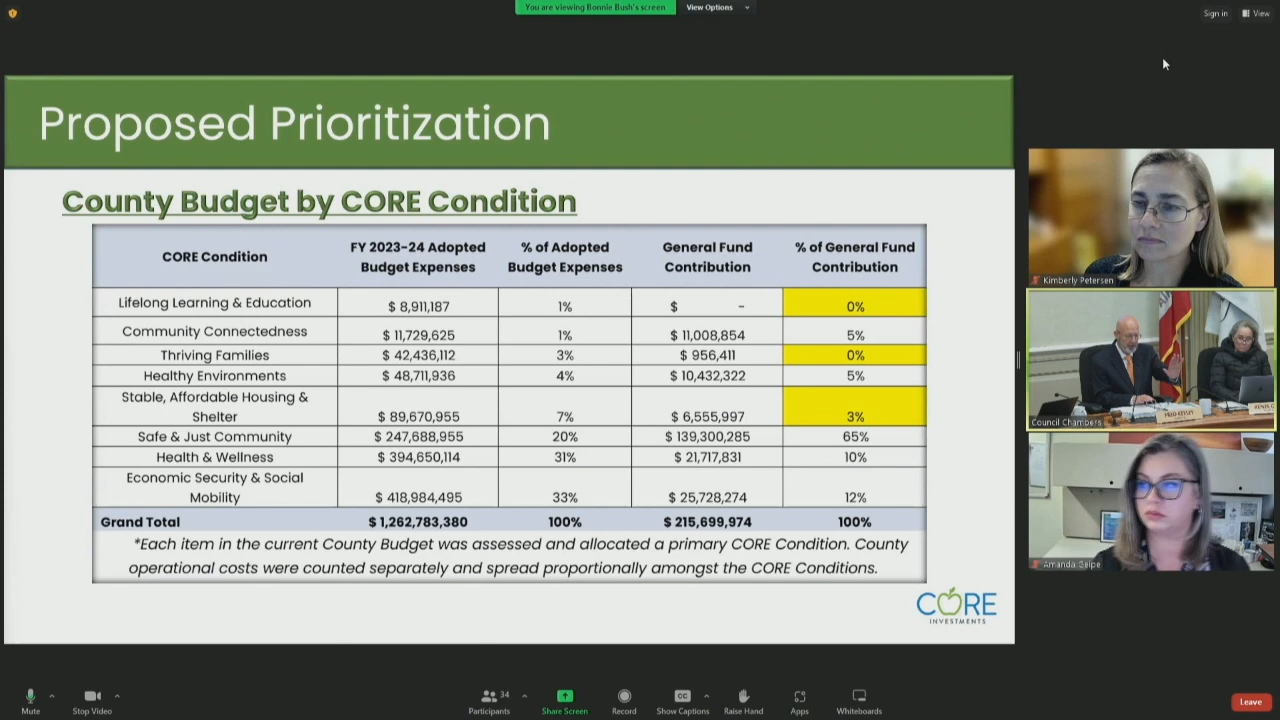 You are viewing Bonnie Bush's screen
View Options
Sign in
View
Proposed Prioritization
County Budget by CORE Condition
CORE Condition
FY 2023-24 Adopted Budget Expenses
% of Adopted Budget Expenses
General Fund Contribution
% of General Fund Contribution
Lifelong Learning & Education $ 8,911,187 1% $ - 0%
Community Connectedness $ 11,729,625 1% $ 11,008,854 5%
Thriving Families $ 42,436,112 3% $ 956,411 0%
Healthy Environments $ 48,711,936 4% $ 10,432,322 5%
Stable, Affordable Housing &
Shelter $ 89,670,955 7% $ 6,555,997 3%
Safe & Just Community $ 247,688,955 20% $ 139,300,285 65%
Health & Wellness $ 394,650,114 31% $ 21,717,831 10%
Economic Security & Social
Mobility $ 418,984,495 33% $ 25,728,274 12%
Grand Total $ 1,262,783,380 100% $ 215,699,974 100%
*Each item in the current County Budget was assessed and allocated a primary CORE Condition. County
operational costs were counted separately and spread proportionally amongst the CORE Conditions.
CORE
INVESTMENTS
Kimberly Petersen
Council Chambers
Amanda
Mute
Stop Video
34
Participants
Share Screen
Record
CC
Show Captions
Raise Hand
Apps
Whiteboards
Leave